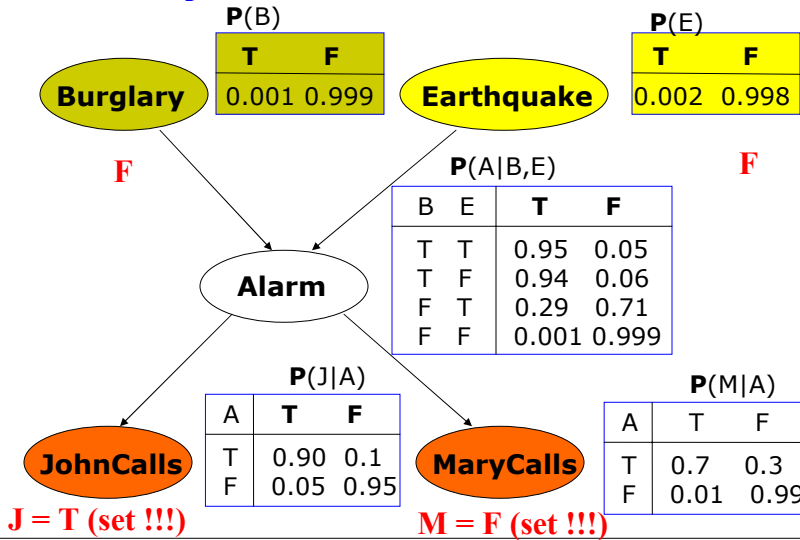 P(B)
T F
0.001 0.999
Burglary
P(E)
T F
0.002 0.998
Earthquake
F
F
P(A|B,E)
B E T F
T T 0.95 0.05
T F 0.94 0.06
F T 0.29 0.71
F F 0.001 0.999
Alarm
P(J|A)
A T F
T 0.90 0.1
F 0.05 0.95
P(M|A)
A T F
T 0.7 0.3
F 0.01 0.99
JohnCalls
MaryCalls
J = T (set !!!)
M = F (set !!!)